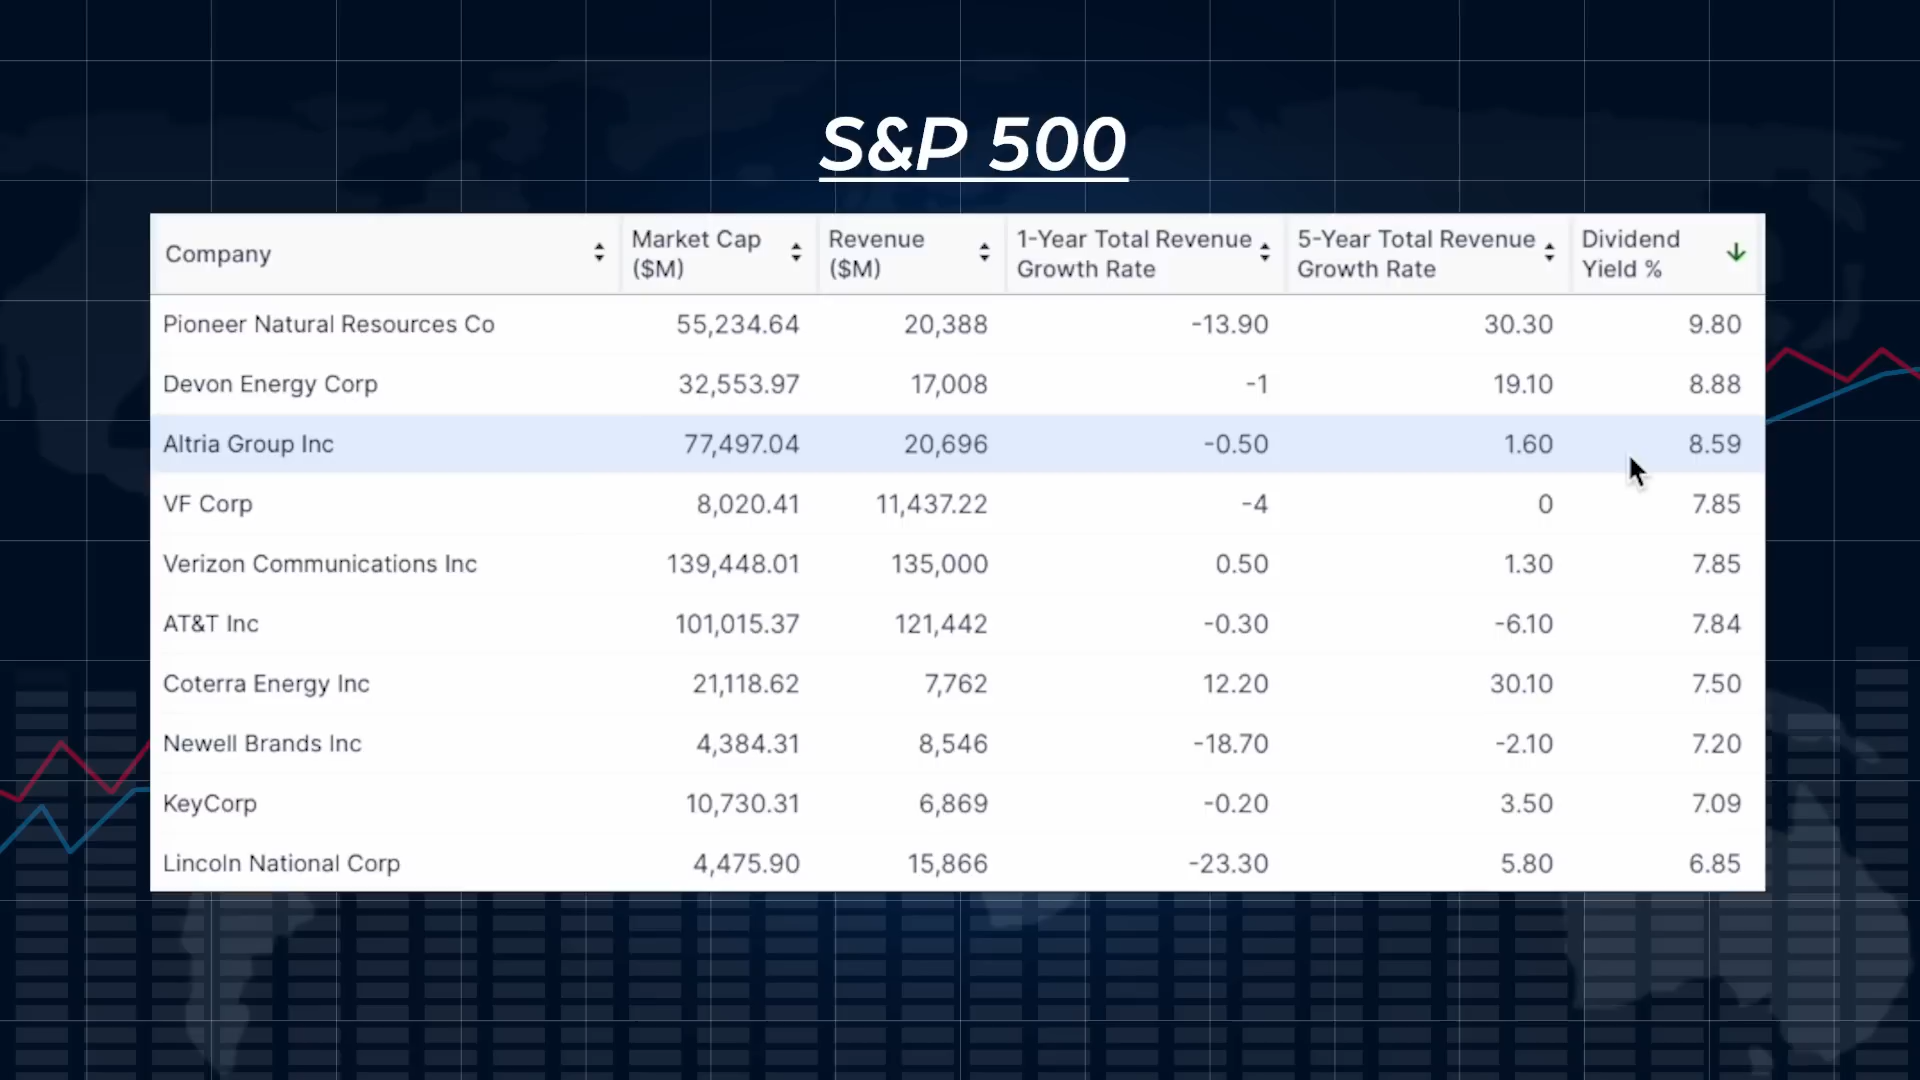 S&P 500
Company Market Cap ($M) Revenue ($M) 1-Year Total Revenue Growth Rate 5-Year Total Revenue Growth Rate Dividend Yield %
Pioneer Natural Resources Co 55,234.64 20,388 -13.90 30.30 9.80
Devon Energy Corp 32,553.97 17,008 -1 19.10 8.88
Altria Group Inc 77,497.04 20,696 -0.50 1.60 8.59
VF Corp 8,020.41 11,437.22 -4 0 7.85
Verizon Communications Inc 139,448.01 135,000 0.50 1.30 7.85
AT&T Inc 101,015.37 121,442 -0.30 -6.10 7.84
Coterra Energy Inc 21,118.62 7,762 12.20 30.10 7.50
Newell Brands Inc 4,384.31 8,546 -18.70 -2.10 7.20
KeyCorp 10,730.31 6,869 -0.20 3.50 7.09
Lincoln National Corp 4,475.90 15,866 -23.30 5.80 6.85